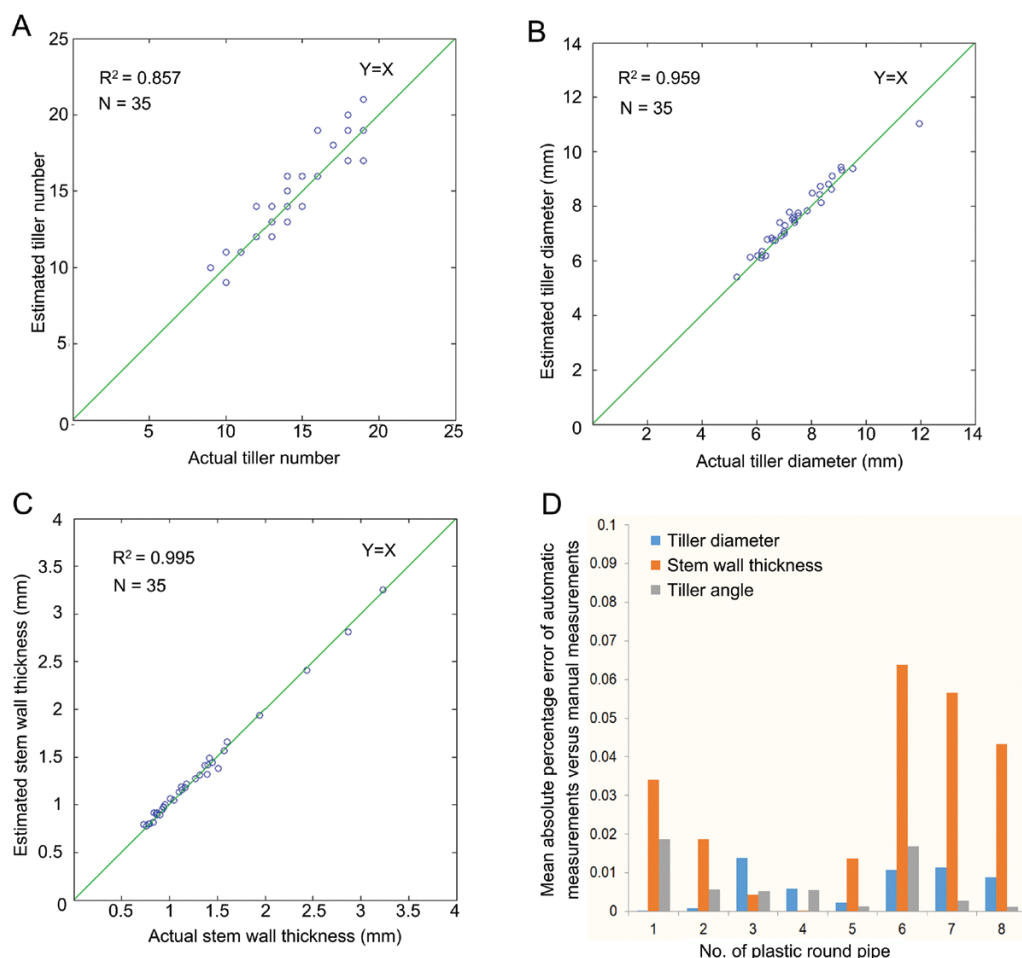 A
25
20
15
10
5
0
5
10
15
20
25
R² = 0.857
N = 35
Y=X
Estimated tiller number
Actual tiller number
B
14
12
10
8
6
4
2
0
2
4
6
8
10
12
14
R² = 0.959
N = 35
Y=X
Estimated tiller diameter (mm)
Actual tiller diameter (mm)
C
4
3.5
3
2.5
2
1.5
1
0.5
0
0.5
1
1.5
2
2.5
3
3.5
4
R² = 0.995
N = 35
Y=X
Estimated stem wall thickness (mm)
Actual stem wall thickness (mm)
D
0.1
0.09
0.08
0.07
0.06
0.05
0.04
0.03
0.02
0.01
0
Tiller diameter
Stem wall thickness
Tiller angle
Mean absolute percentage error of automatic
measurements versus manual measurements
1 2 3 4 5 6 7 8
No. of plastic round pipe